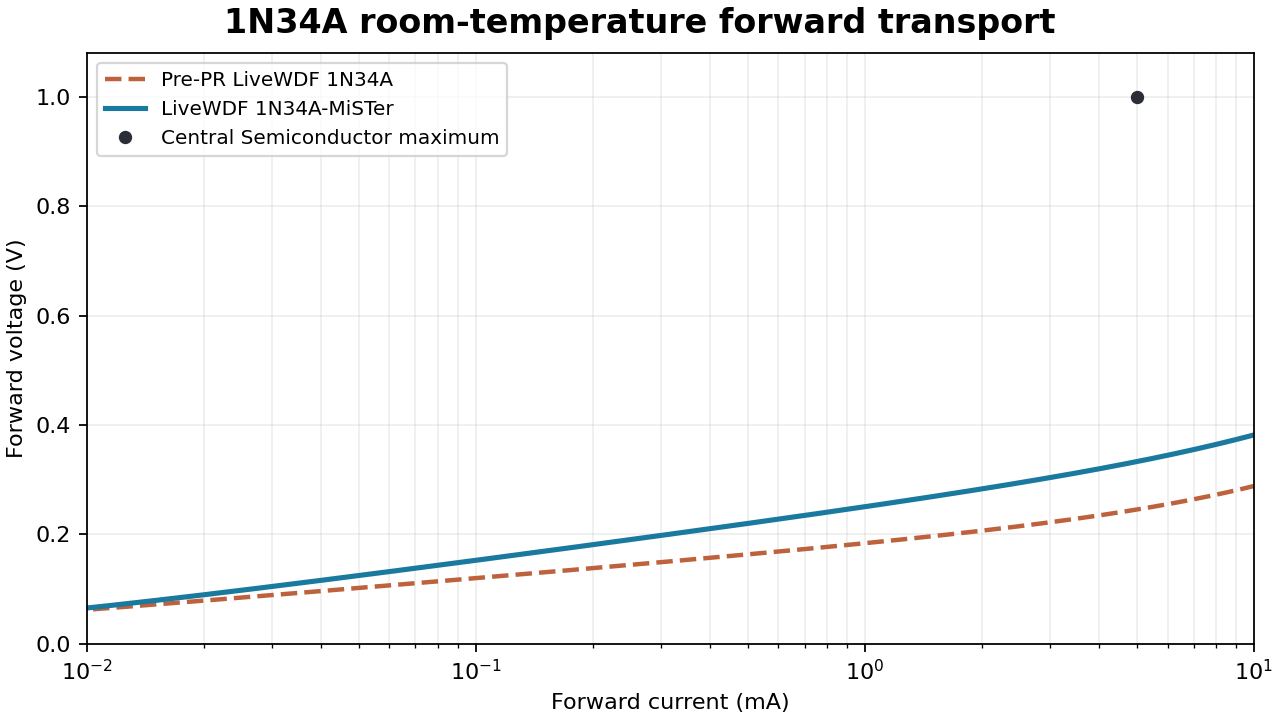 1N34A room-temperature forward transport
Pre-PR LiveWDF 1N34A
LiveWDF 1N34A-MiSTer
Central Semiconductor maximum
Forward voltage (V)
1.0
0.8
0.6
0.4
0.2
0.0
10⁻² 10⁻¹ 10⁰ 10¹
Forward current (mA)